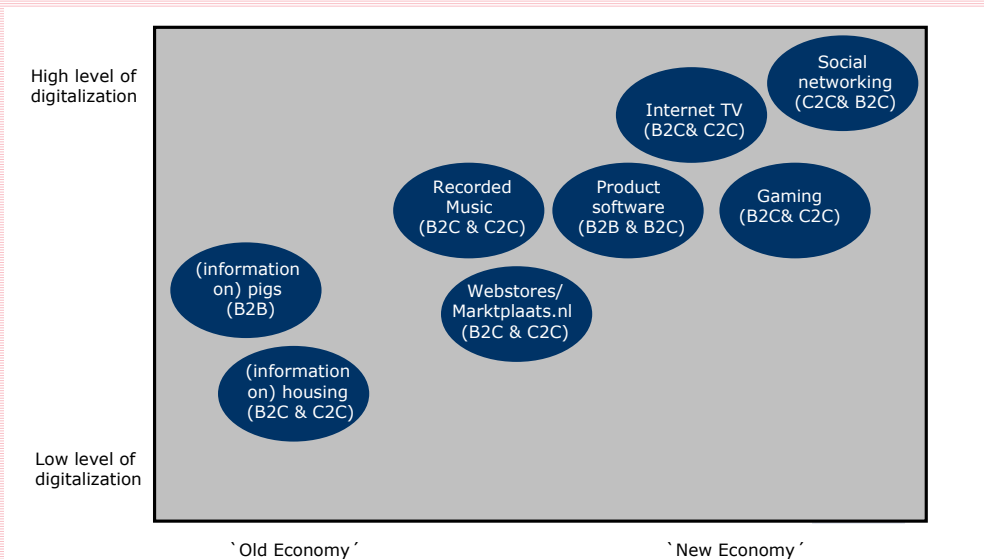 High level of
digitalization
Social
networking
(C2C& B2C)
Internet TV
(B2C& C2C)
Recorded
Music
(B2C & C2C)
Product
software
(B2B & B2C)
Gaming
(B2C& C2C)
(information
on) pigs
(B2B)
Webstores/
Marktplaats.nl
(B2C & C2C)
(information
on) housing
(B2C & C2C)
Low level of
digitalization
`Old Economy´
`New Economy´